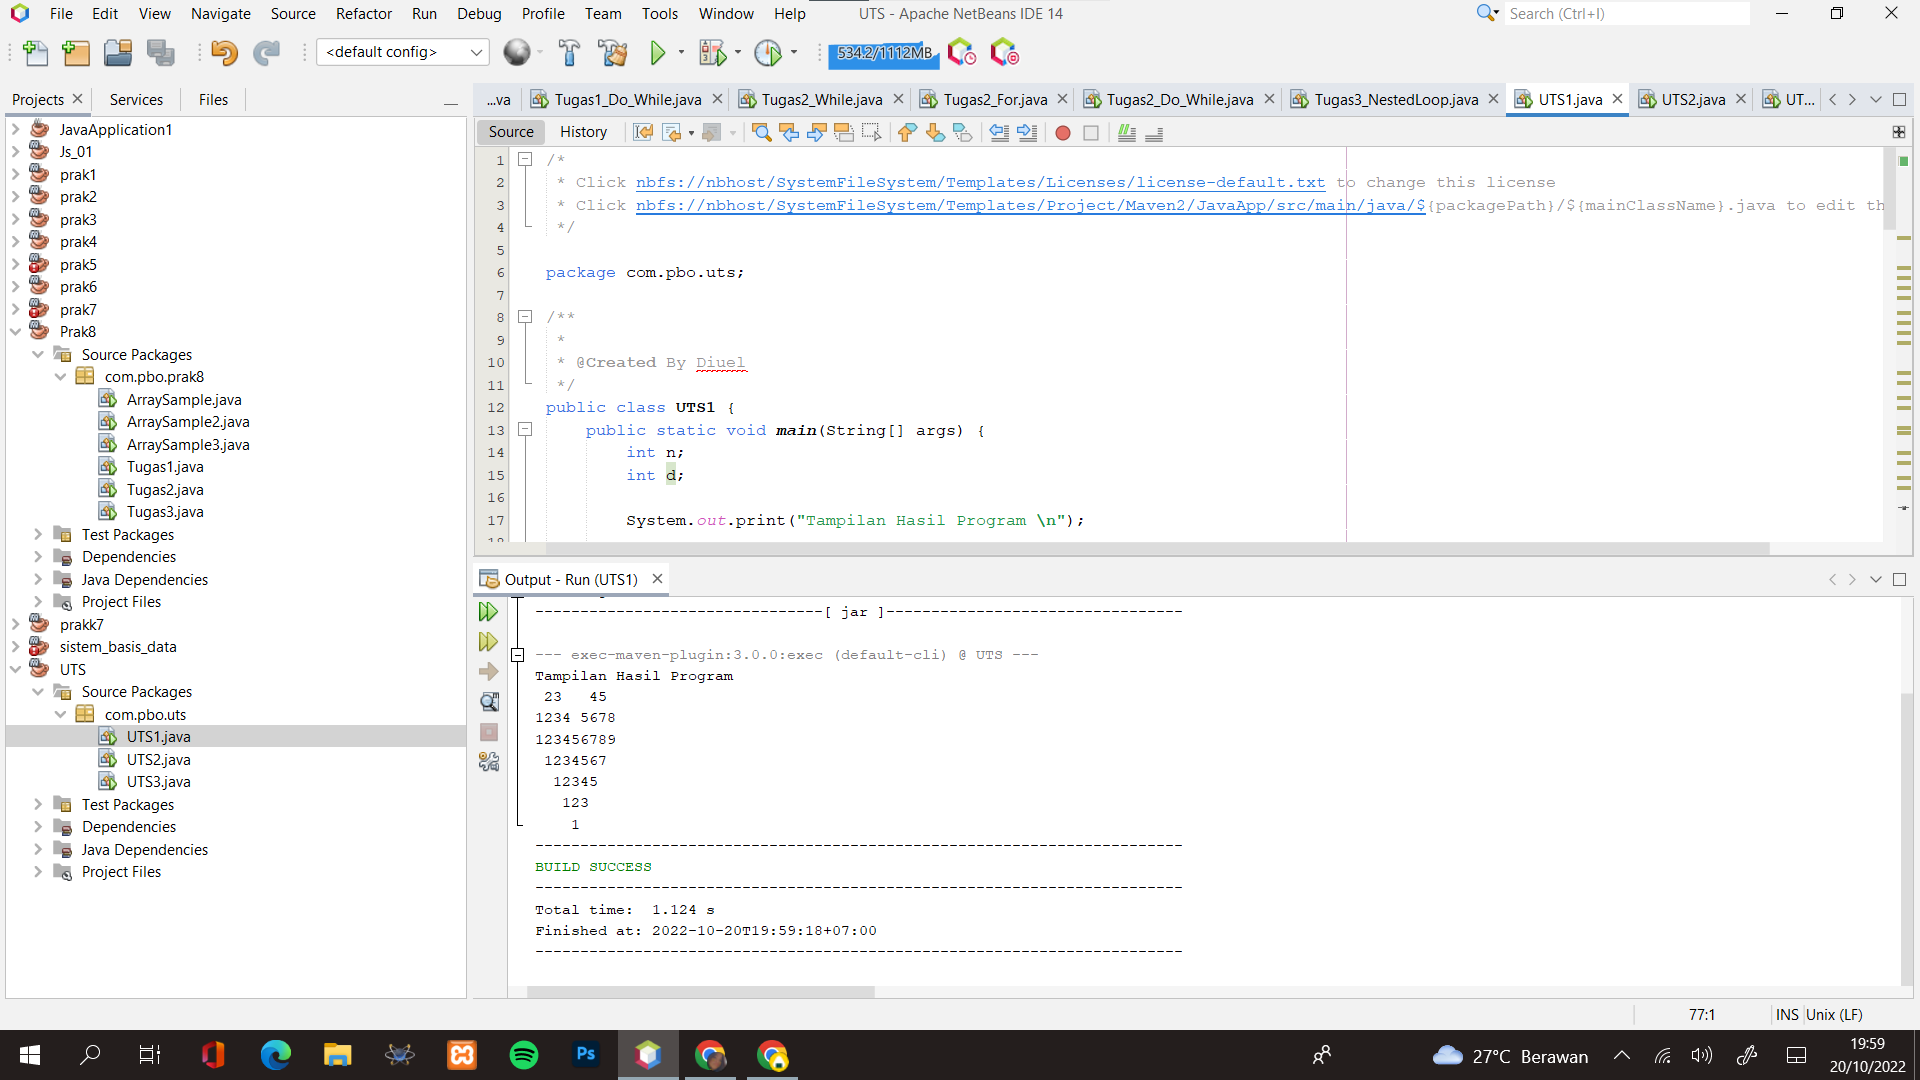 File Edit View Navigate Source Refactor Run Debug Profile Team Tools Window Help UTS - Apache NetBeans IDE 14 Search (Ctrl+I)
<default config> 534.2/1112MB
Projects Services Files
JavaApplication1
Js_01
prak1
prak2
prak3
prak4
prak5
prak6
prak7
Prak8
Source Packages
com.pbo.prak8
ArraySample.java
ArraySample2.java
ArraySample3.java
Tugas1.java
Tugas2.java
Tugas3.java
Test Packages
Dependencies
Java Dependencies
Project Files
prakk7
sistem_basis_data
UTS
Source Packages
com.pbo.uts
UTS1.java
UTS2.java
UTS3.java
Test Packages
Dependencies
Java Dependencies
Project Files
...va Tugas1_Do_While.java Tugas2_While.java Tugas2_For.java Tugas2_Do_While.java Tugas3_NestedLoop.java UTS1.java UTS2.java UT...
Source History
1 /*
2 * Click nbfs://nbhost/SystemFileSystem/Templates/Licenses/license-default.txt to change this license
3 * Click nbfs://nbhost/SystemFileSystem/Templates/Project/Maven2/JavaApp/src/main/java/${packagePath}/${mainClassName}.java to edit th
4 */
5
6 package com.pbo.uts;
7
8 /**
9 *
10 * @Created By Diuel
11 */
12 public class UTS1 {
13 public static void main(String[] args) {
14 int n;
15 int d;
16
17 System.out.print("Tampilan Hasil Program \n");
18
Output - Run (UTS1)
--------------------------------[ jar ]---------------------------------
--- exec-maven-plugin:3.0.0:exec (default-cli) @ UTS ---
Tampilan Hasil Program
 23   45
1234 5678
123456789
 1234567
  12345
   123
    1
------------------------------------------------------------------------
BUILD SUCCESS
------------------------------------------------------------------------
Total time:  1.124 s
Finished at: 2022-10-20T19:59:18+07:00
------------------------------------------------------------------------
77:1 INS Unix (LF)
Ps 27°C Berawan 19:59
20/10/2022